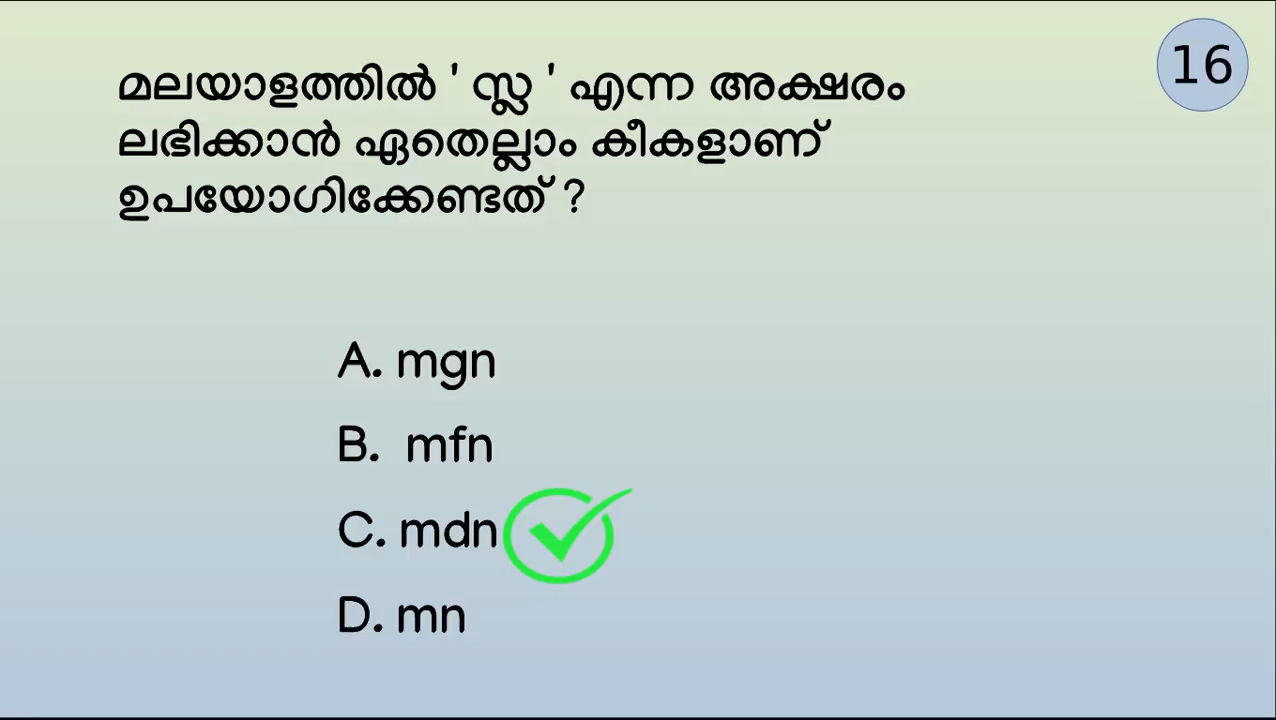 16
മലയാളത്തിൽ ' സ്ല ' എന്ന അക്ഷരം
ലഭിക്കാൻ ഏതെല്ലാം കീകളാണ്
ഉപയോഗിക്കേണ്ടത് ?
A. mgn
B. mfn
C. mdn
D. mn